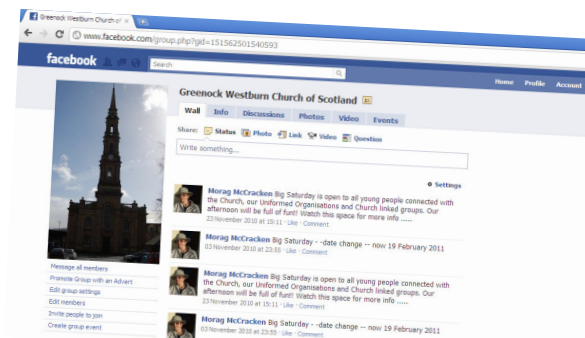 Greenock Westburn Church of
www.facebook.com/group.php?gid=151562501540593
facebook
Search
Home Profile Account
Greenock Westburn Church of Scotland
Wall Info Discussions Photos Video Events
Share: Status Photo Link Video Question
Write something...
Settings
Morag McCracken Big Saturday is open to all young people connected with
the Church, our Uniformed Organisations and Church linked groups. Our
afternoon will be full of fun!! Watch this space for more info .....
23 November 2010 at 15:11 · Like · Comment
Morag McCracken Big Saturday - -date change -- now 19 February 2011
03 November 2010 at 23:55 · Like · Comment
Morag McCracken Big Saturday is open to all young people connected with
the Church, our Uniformed Organisations and Church linked groups. Our
afternoon will be full of fun!! Watch this space for more info .....
23 November 2010 at 15:11 · Like · Comment
Morag McCracken Big Saturday - -date change -- now 19 February 2011
03 November 2010 at 23:55 · Like · Comment
Message all members
Promote Group with an Advert
Edit group settings
Edit members
Invite people to join
Create group event